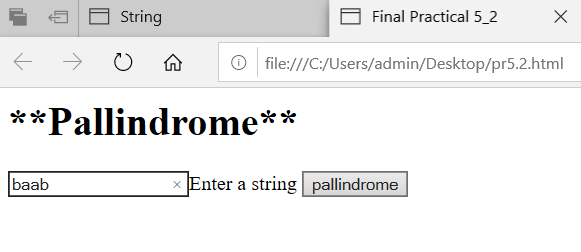 String
Final Practical 5_2
file:///C:/Users/admin/Desktop/pr5.2.html
**Pallindrome**
baab ×Enter a string pallindrome